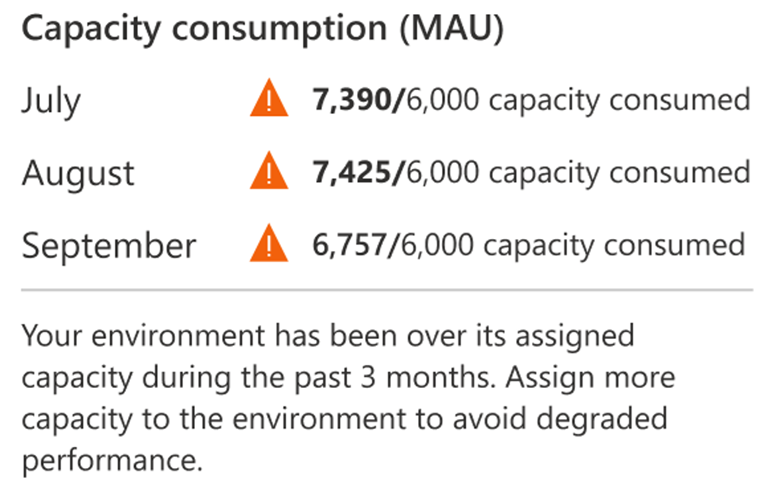 Capacity consumption (MAU)
July 7,390/6,000 capacity consumed
August 7,425/6,000 capacity consumed
September 6,757/6,000 capacity consumed
Your environment has been over its assigned
capacity during the past 3 months. Assign more
capacity to the environment to avoid degraded
performance.